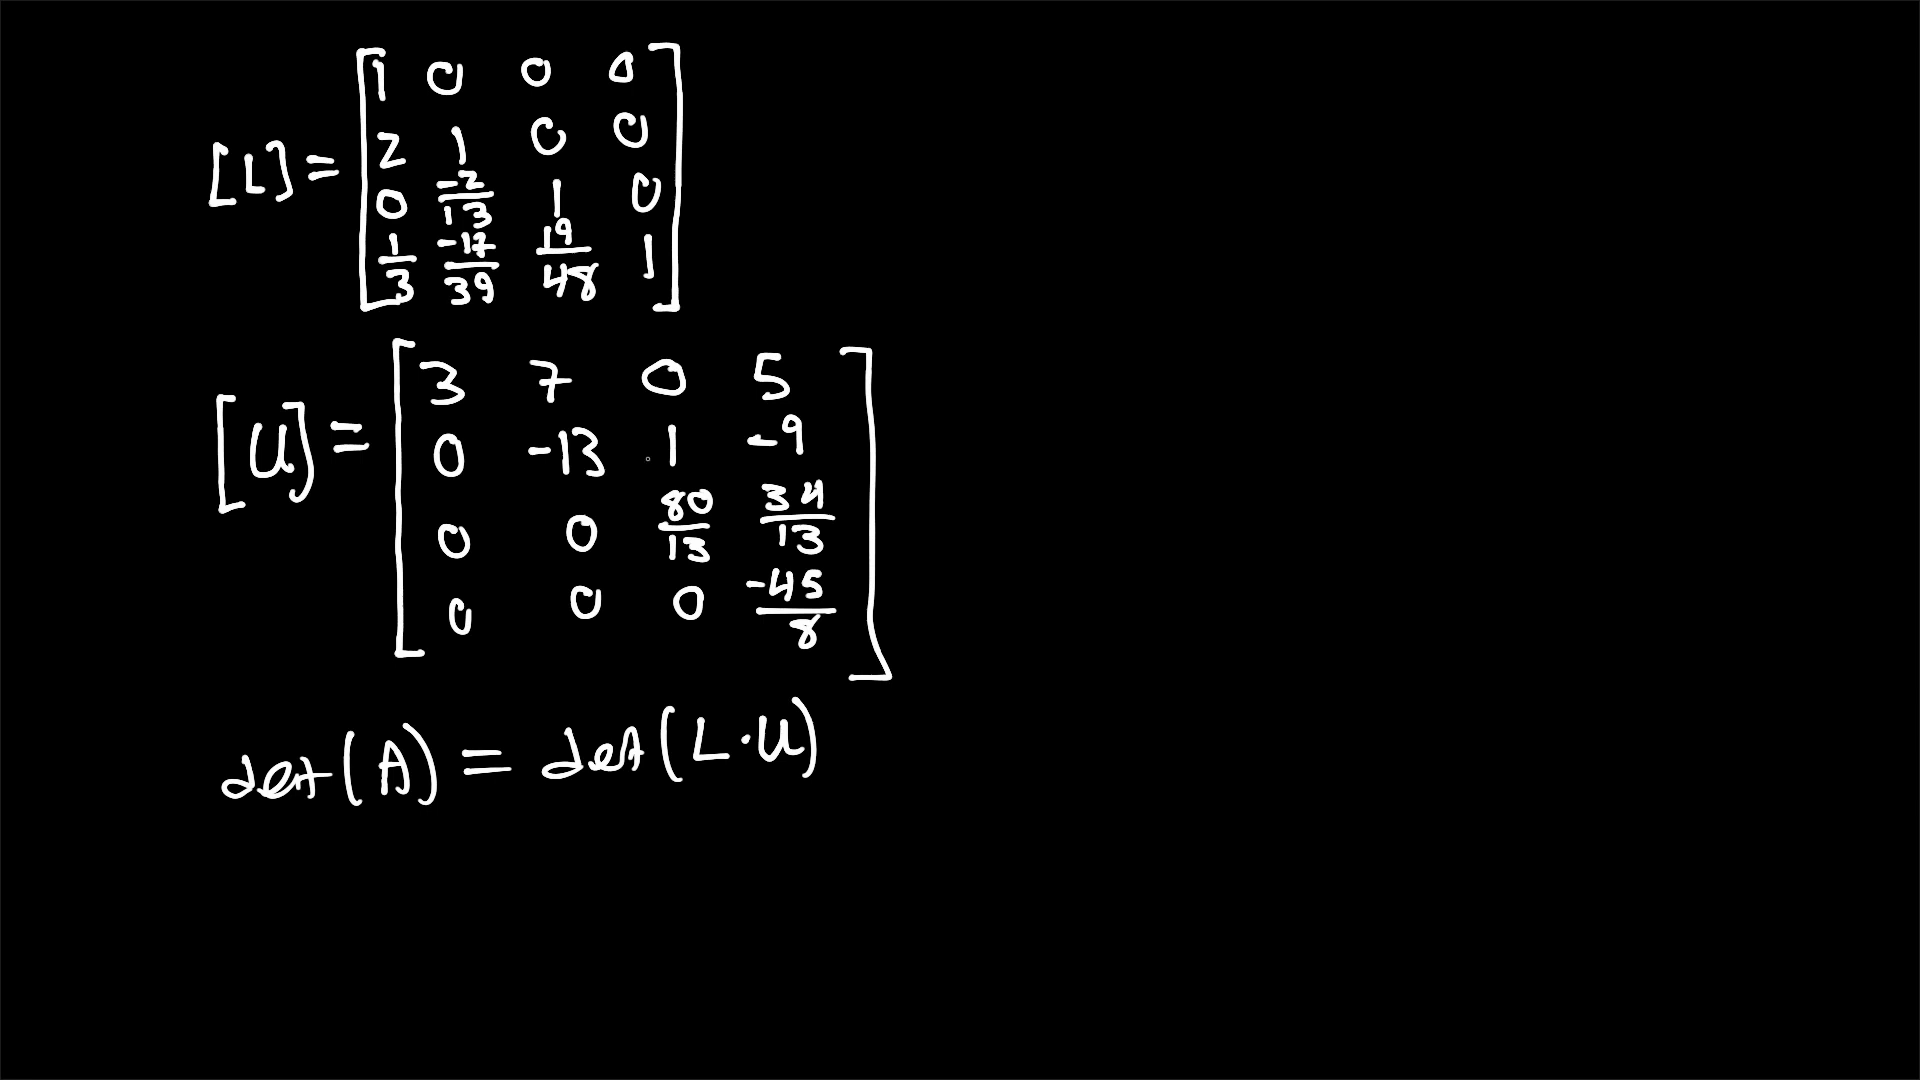 [L] =
1 0 0 0
2 1 0 0
0 -2/13 1 0
1/3 -17/39 19/48 1
[U] =
3 7 0 5
0 -13 1 -9
0 0 80/13 34/13
0 0 0 -45/8
det(A) = det(L·U)